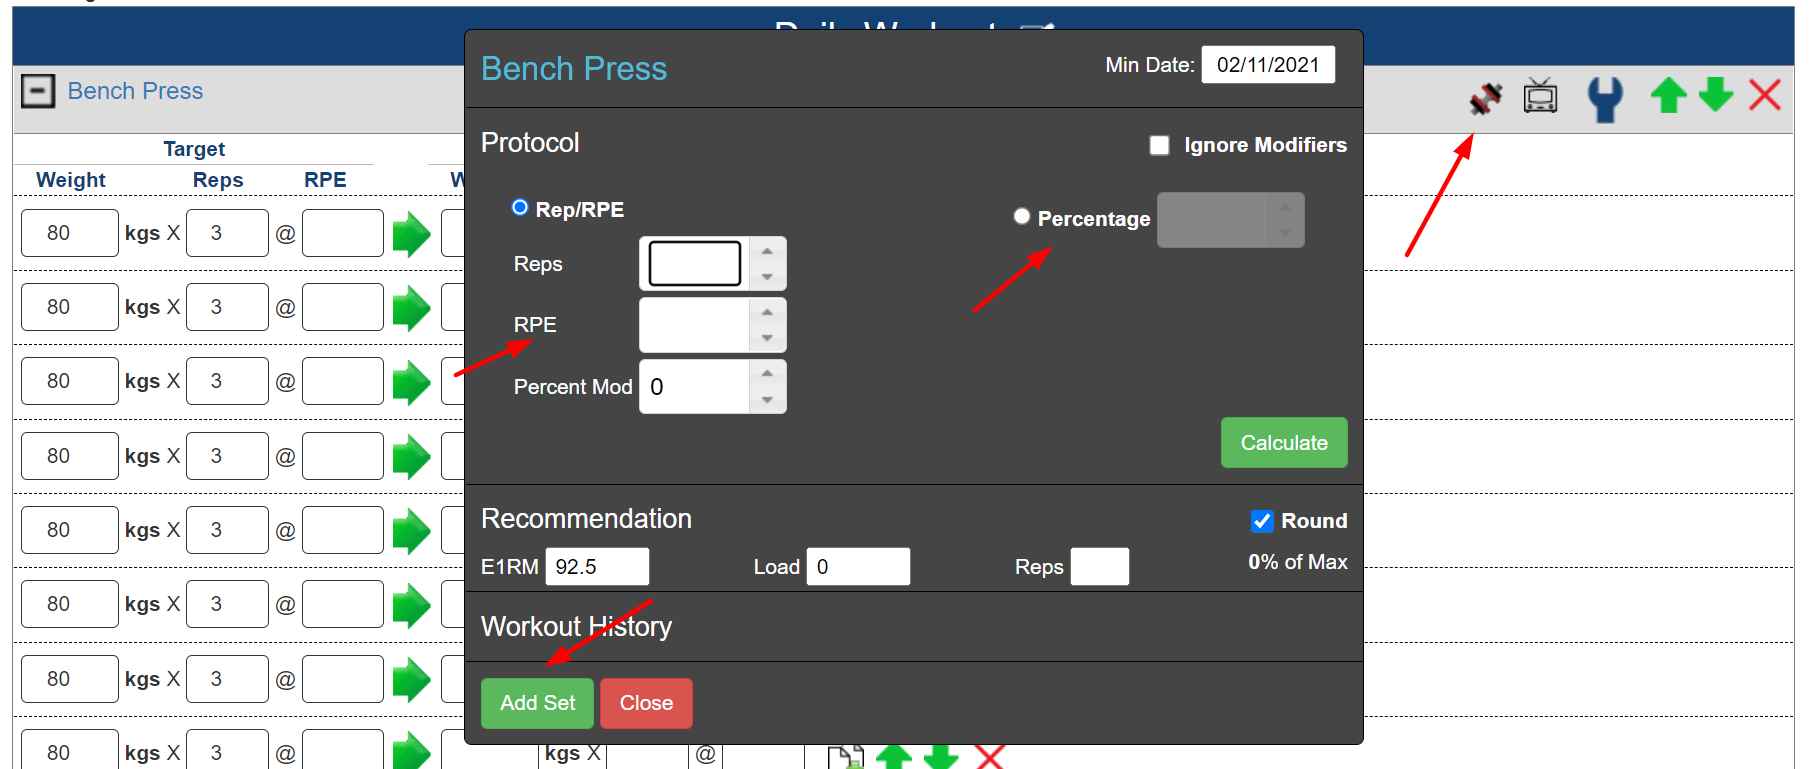 Daily Workout
Bench Press
Bench Press
Min Date: 02/11/2021
Target
Weight Reps RPE W
Protocol
Ignore Modifiers
Rep/RPE
Percentage
Reps
RPE
Percent Mod 0
Calculate
80 kgs X 3 @
80 kgs X 3 @
80 kgs X 3 @
80 kgs X 3 @
80 kgs X 3 @
80 kgs X 3 @
80 kgs X 3 @
80 kgs X 3 @ kgs X @
Recommendation
Round
E1RM 92.5 Load 0 Reps 0% of Max
Workout History
Add Set Close